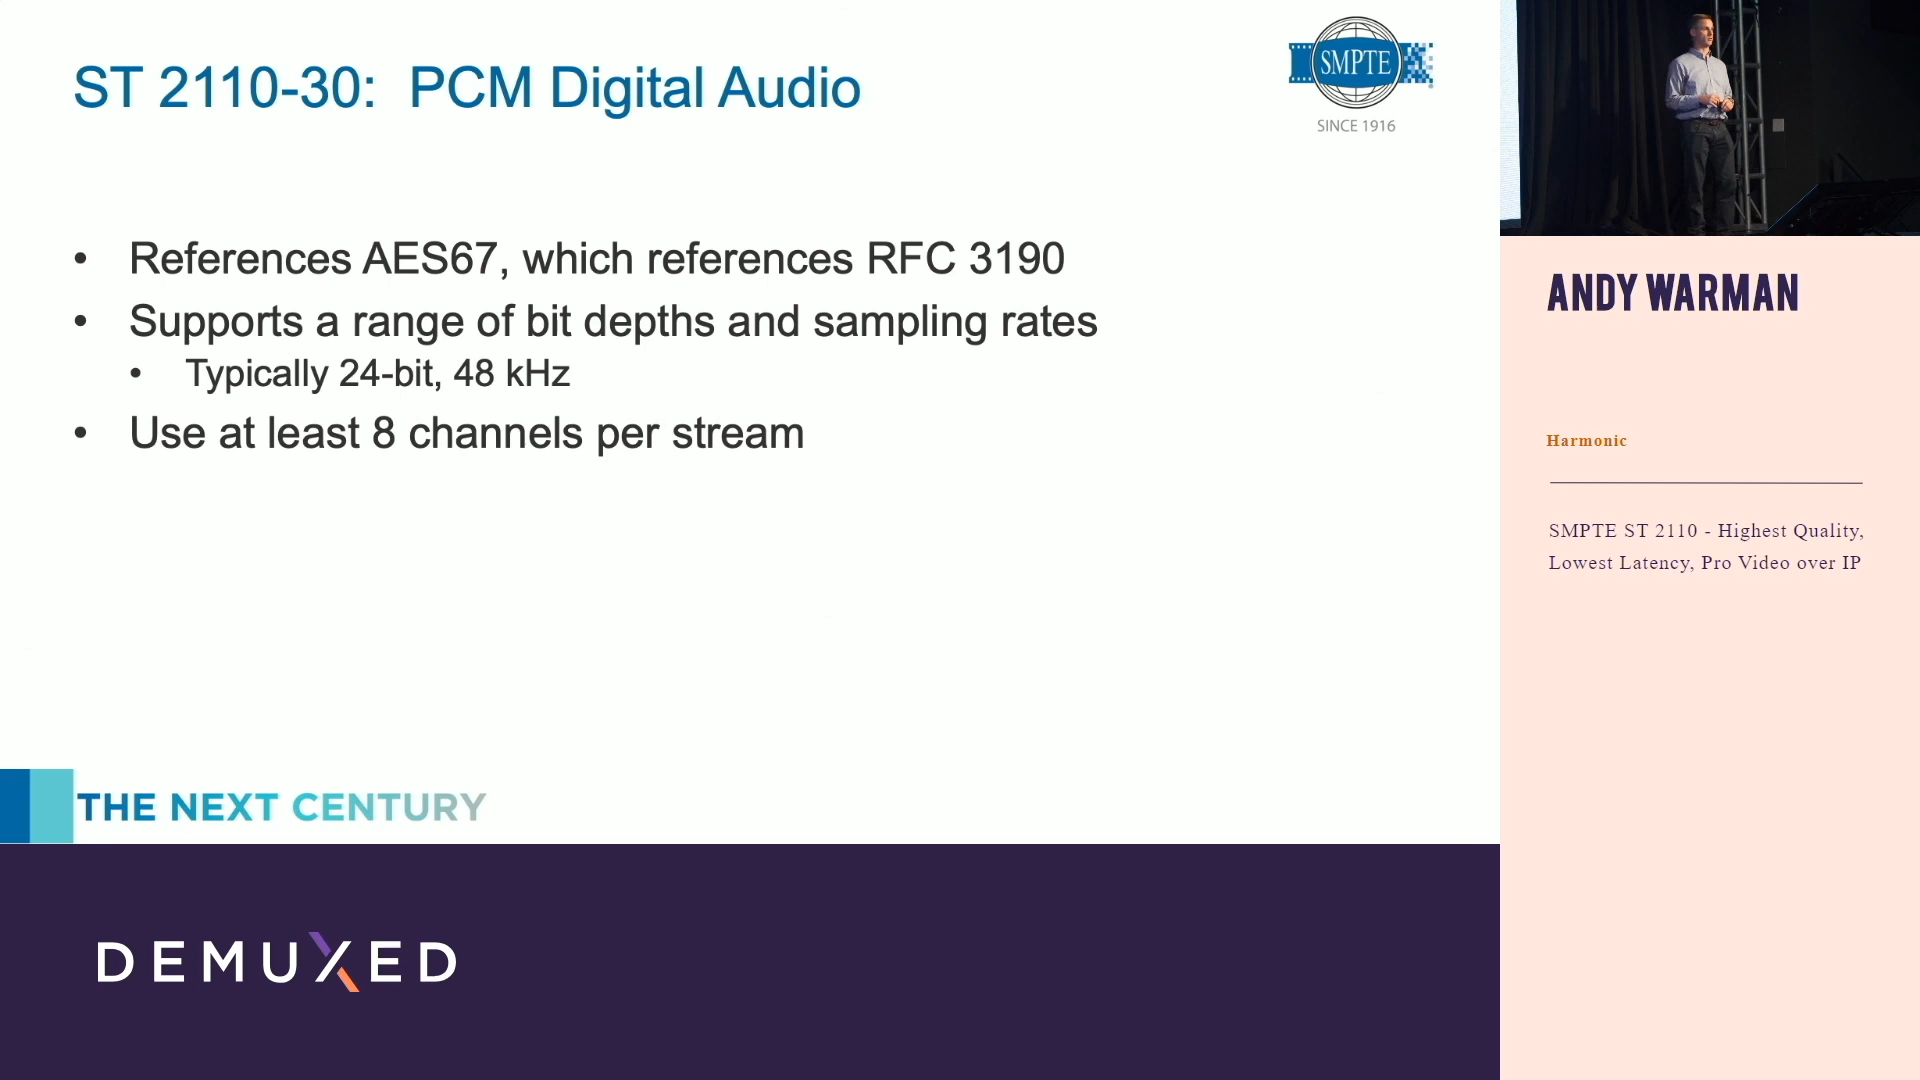 ST 2110-30: PCM Digital Audio
SMPTE
SINCE 1916
• References AES67, which references RFC 3190
• Supports a range of bit depths and sampling rates
• Typically 24-bit, 48 kHz
• Use at least 8 channels per stream
THE NEXT CENTURY
DEMUXED
ANDY WARMAN
Harmonic
SMPTE ST 2110 - Highest Quality,
Lowest Latency, Pro Video over IP